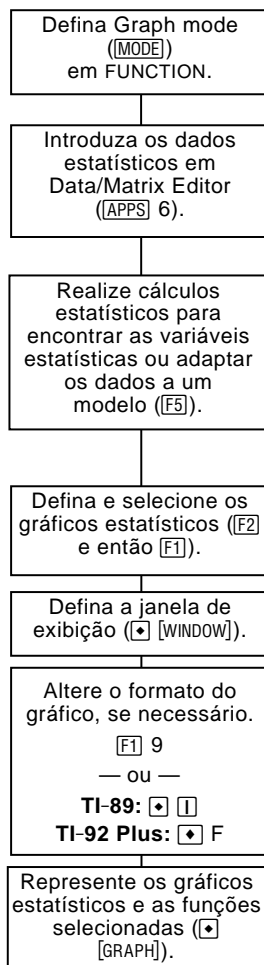 Defina Graph mode
(MODE)
em FUNCTION.
Introduza os dados
estatísticos em
Data/Matrix Editor
(APPS 6).
Realize cálculos
estatísticos para
encontrar as variáveis
estatísticas ou adaptar
os dados a um
modelo (F5).
Defina e selecione os
gráficos estatísticos (F2
e então F1).
Defina a janela de
exibição (◆ [WINDOW]).
Altere o formato do
gráfico, se necessário.
F1 9
— ou —
TI-89: ◆ |
TI-92 Plus: ◆ F
Represente os gráficos
estatísticos e as funções
selecionadas (◆
[GRAPH]).